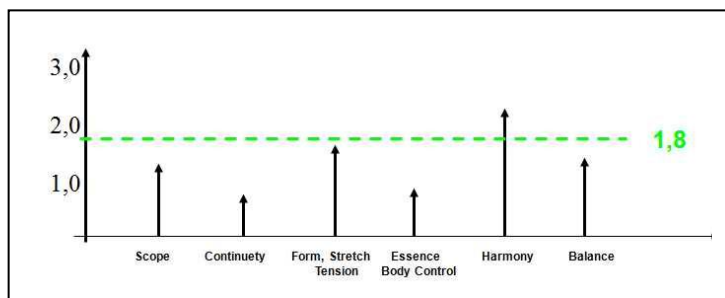 3,0
2,0
1,8
1,0
Scope
Continuety
Form, Stretch
Tension
Essence
Body Control
Harmony
Balance